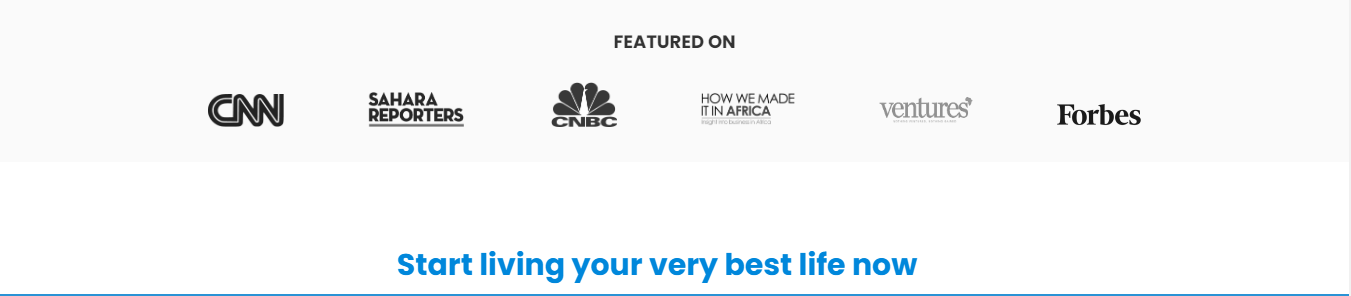 FEATURED ON
CNN
SAHARA
REPORTERS
CNBC
HOW WE MADE
IT IN AFRICA
Insight into business in Africa
ventures
Forbes
Start living your very best life now